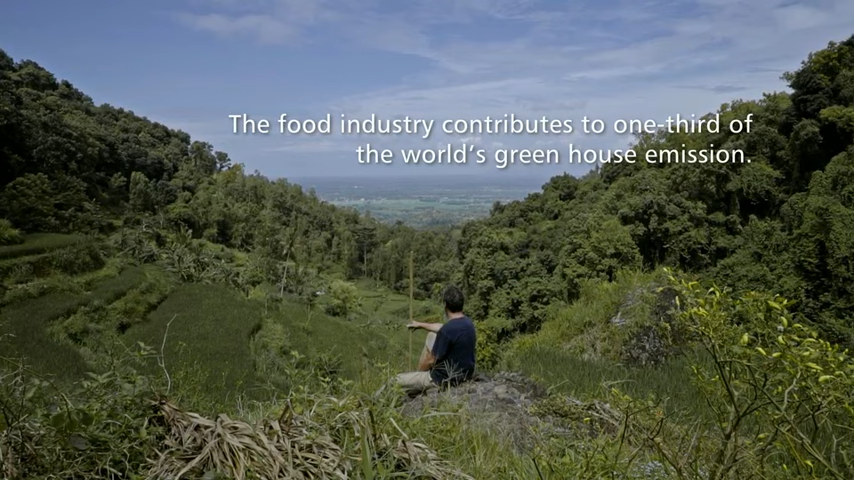 The food industry contributes to one-third of
the world's green house emission.